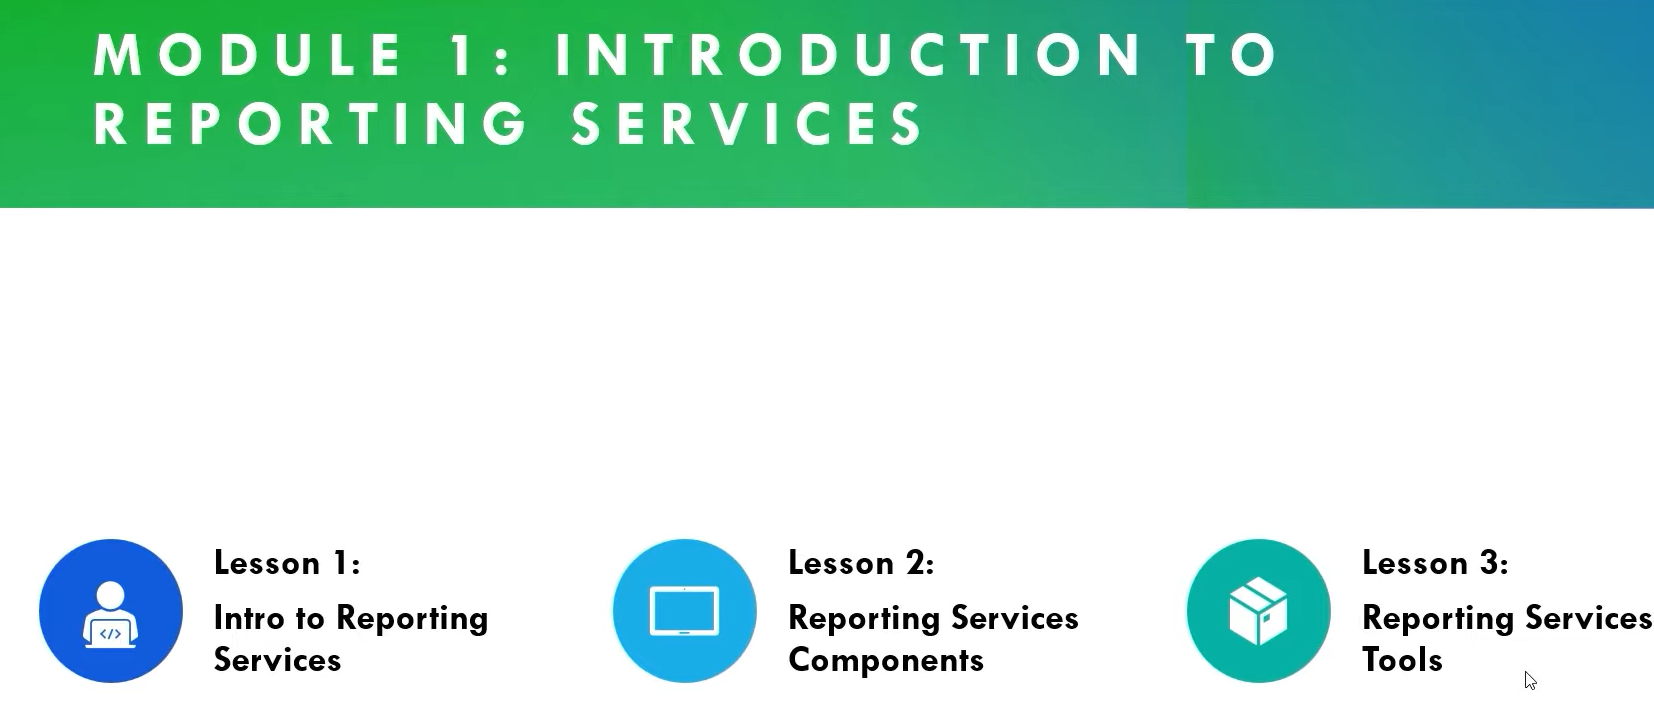 MODULE 1: INTRODUCTION TO
REPORTING SERVICES
Lesson 1:
Intro to Reporting
Services
Lesson 2:
Reporting Services
Components
Lesson 3:
Reporting Services
Tools